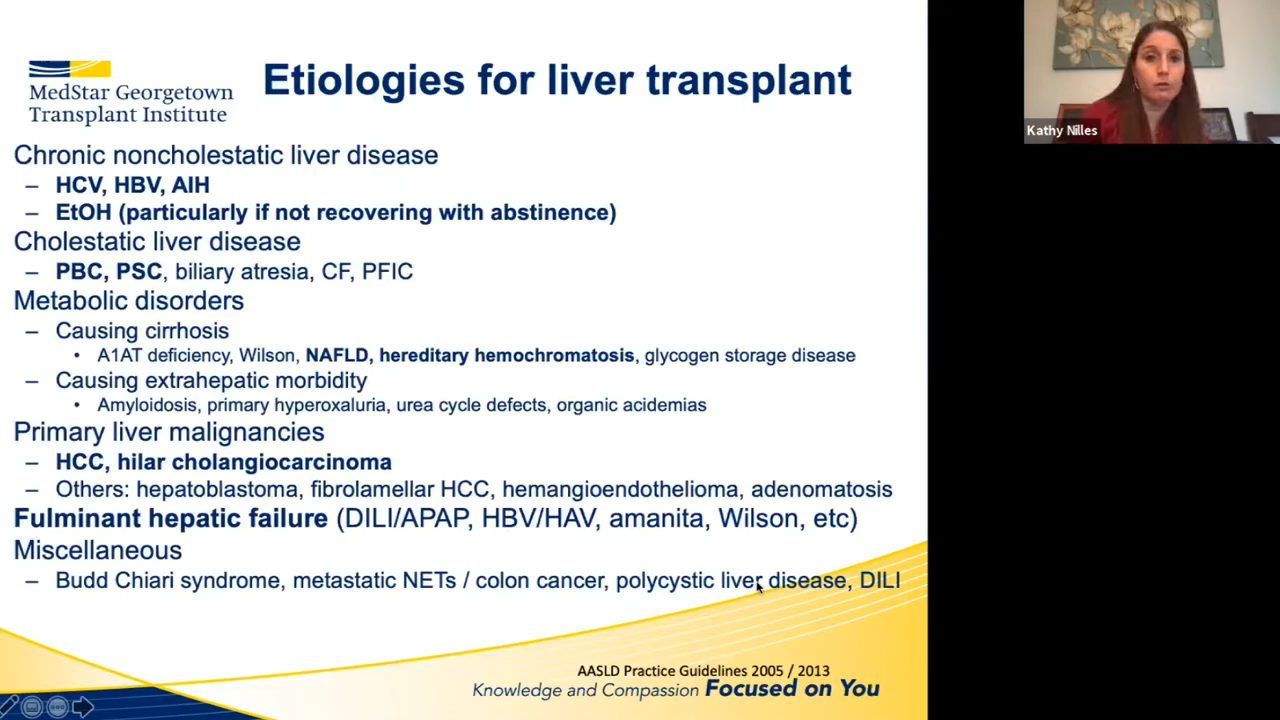 MedStar Georgetown
Transplant Institute
Etiologies for liver transplant
Chronic noncholestatic liver disease
– HCV, HBV, AIH
– EtOH (particularly if not recovering with abstinence)
Cholestatic liver disease
– PBC, PSC, biliary atresia, CF, PFIC
Metabolic disorders
– Causing cirrhosis
• A1AT deficiency, Wilson, NAFLD, hereditary hemochromatosis, glycogen storage disease
– Causing extrahepatic morbidity
• Amyloidosis, primary hyperoxaluria, urea cycle defects, organic acidemias
Primary liver malignancies
– HCC, hilar cholangiocarcinoma
– Others: hepatoblastoma, fibrolamellar HCC, hemangioendothelioma, adenomatosis
Fulminant hepatic failure (DILI/APAP, HBV/HAV, amanita, Wilson, etc)
Miscellaneous
– Budd Chiari syndrome, metastatic NETs / colon cancer, polycystic liver disease, DILI
AASLD Practice Guidelines 2005 / 2013
Knowledge and Compassion Focused on You
Kathy Nilles